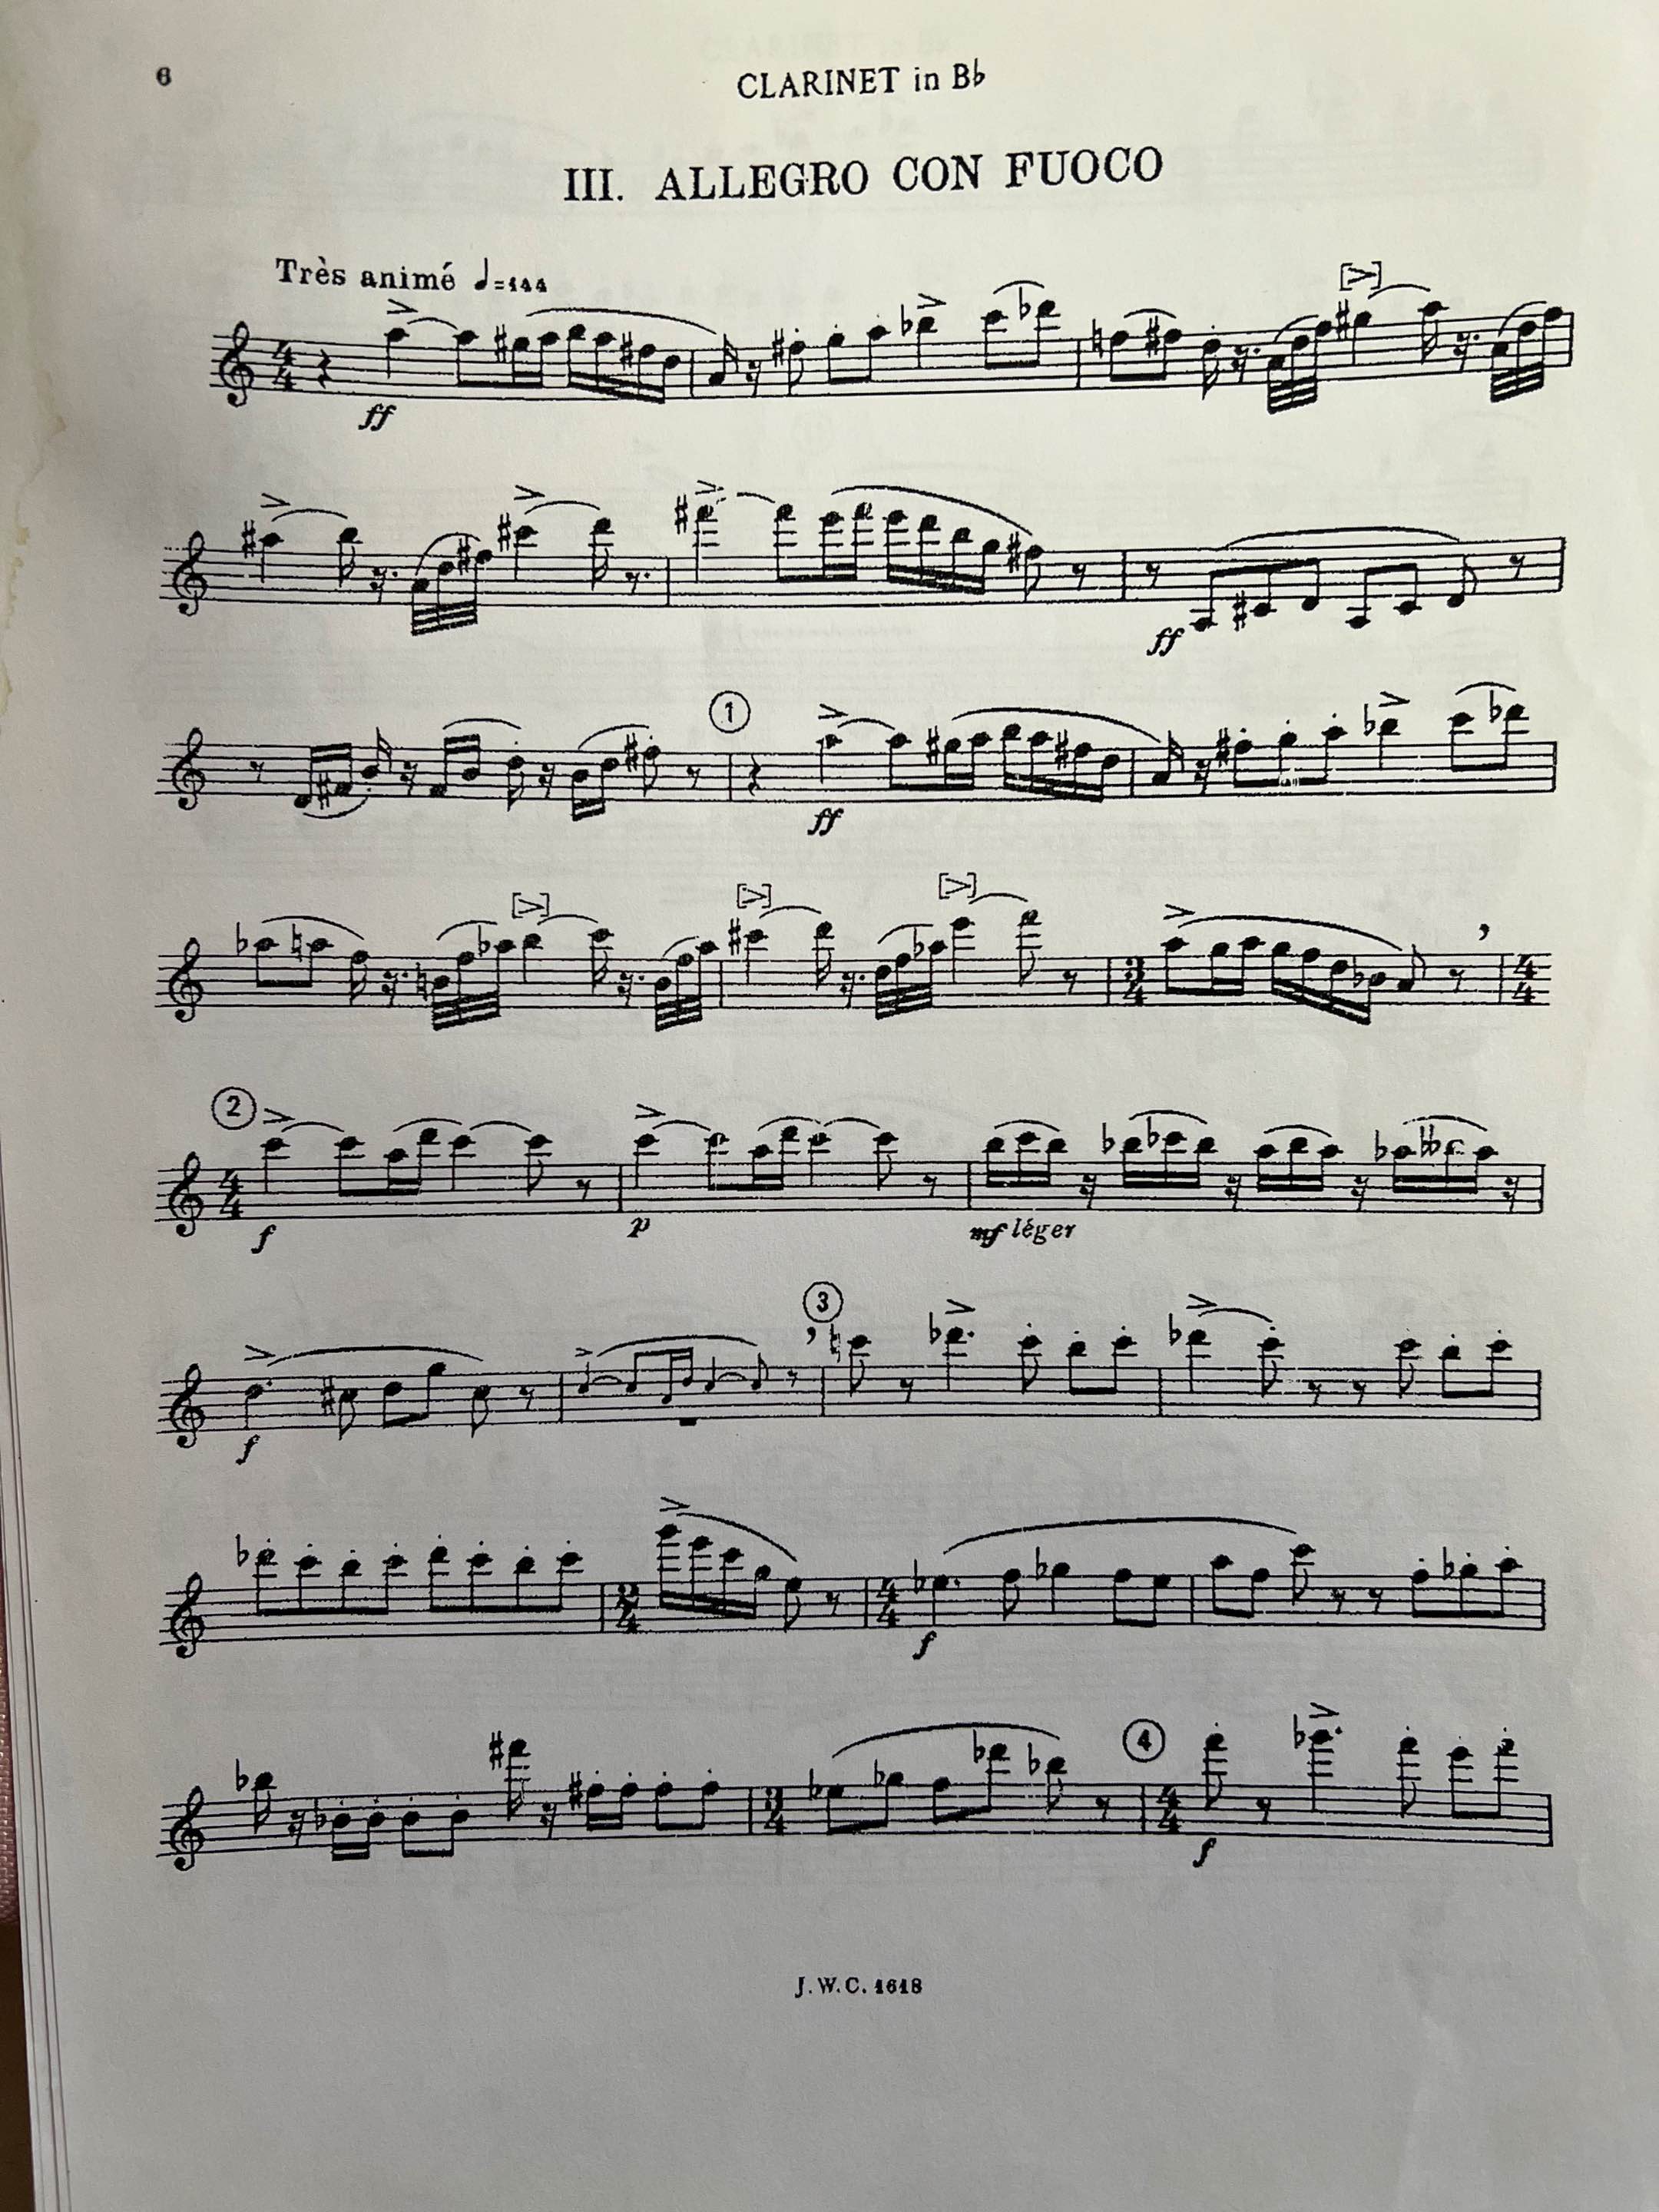 6
CLARINET in B♭
III. ALLEGRO CON FUOCO
Très animé ♩=144
ff
ff
1
ff
2
f
p
mf léger
3
f
f
4
f
J.W.C. 1618